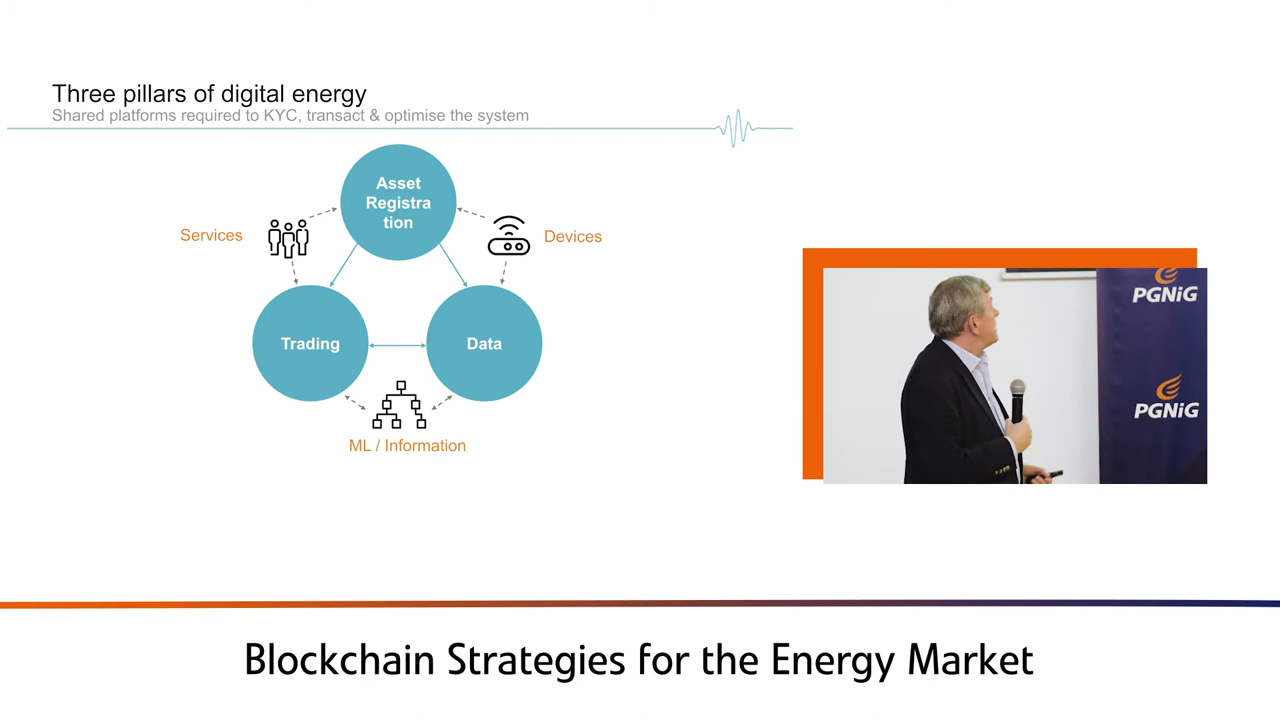 Three pillars of digital energy
Shared platforms required to KYC, transact & optimise the system
Asset
Registra
tion
Services
Devices
Trading
Data
ML / Information
PGNiG
PGNiG
Blockchain Strategies for the Energy Market